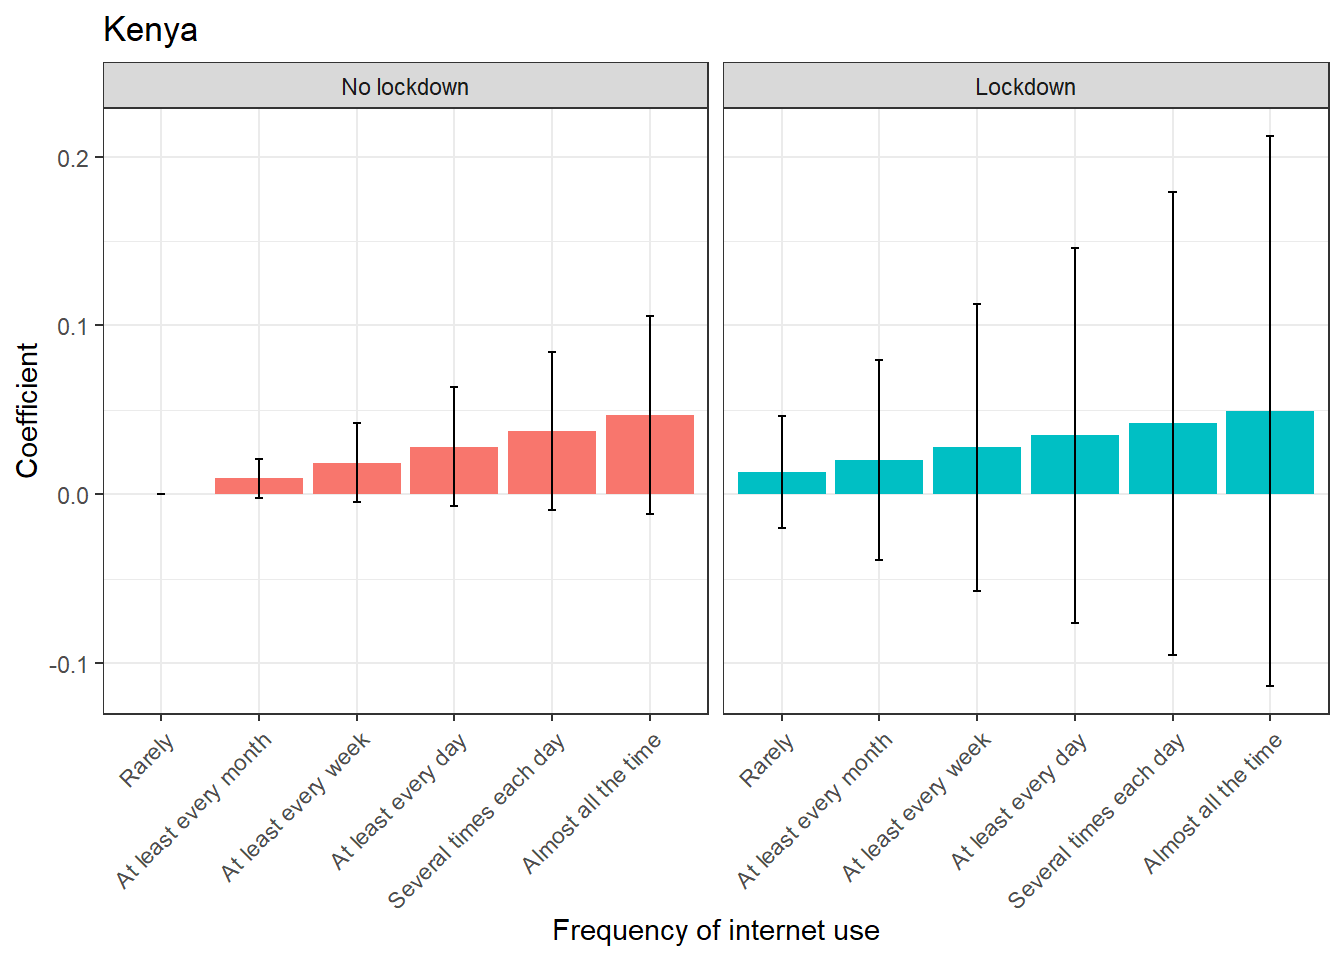 Kenya
No lockdown
Lockdown
Coefficient
0.2
0.1
0.0
-0.1
Rarely
At least every month
At least every week
At least every day
Several times each day
Almost all the time
Rarely
At least every month
At least every week
At least every day
Several times each day
Almost all the time
Frequency of internet use